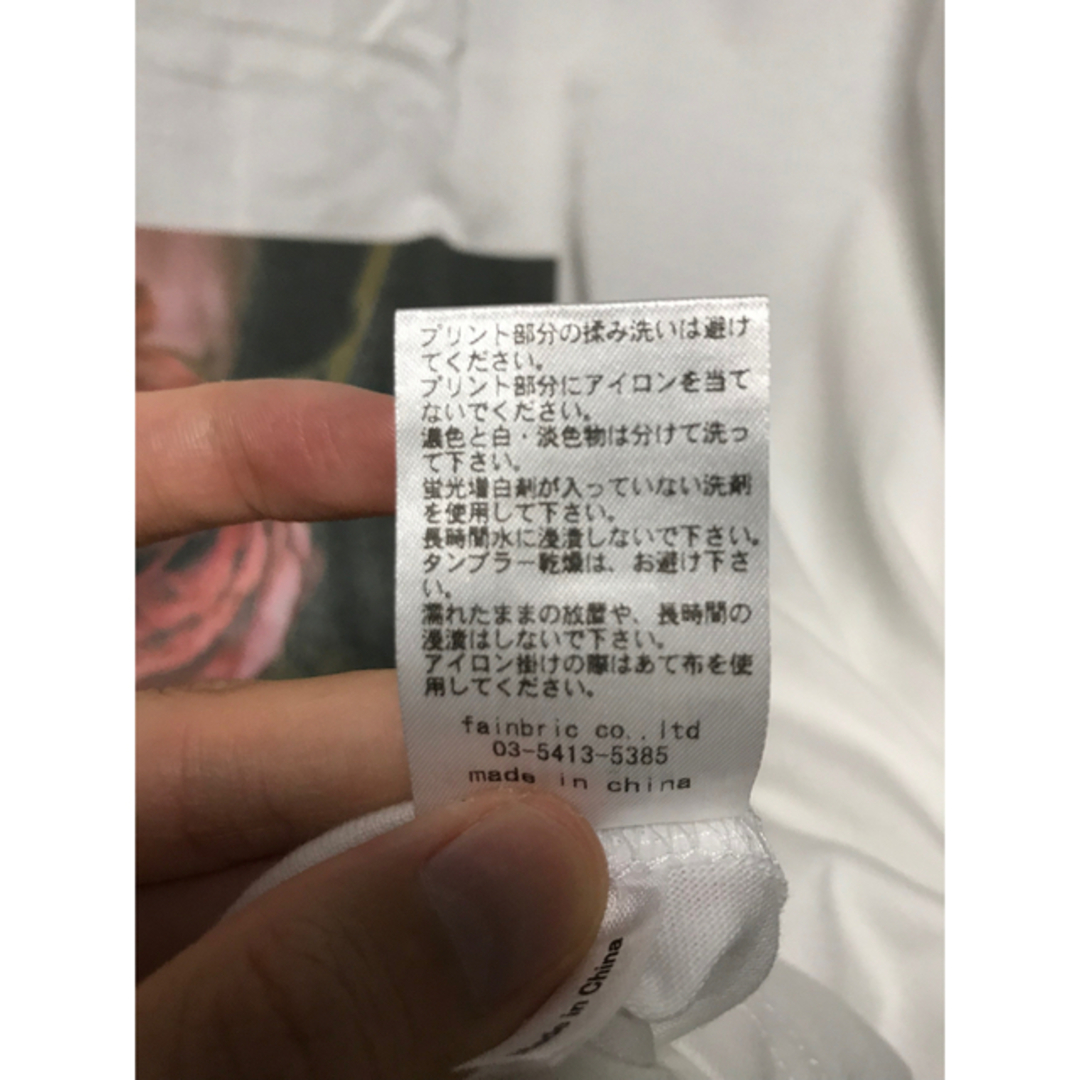 プリント部分の揉み洗いは避け
てください。
プリント部分にアイロンを当て
ないでください。
濃色と白・淡色物は分けて洗っ
て下さい。
蛍光増白剤が入っていない洗剤
を使用して下さい。
長時間水に浸漬しないで下さい。
タンブラー乾燥は、お避け下さ
い。
濡れたままの放置や、長時間の
浸漬はしないで下さい。
アイロン掛けの際はあて布を使
用してください。
fainbric co.,ltd
03-5413-5385
made in china
Made in China